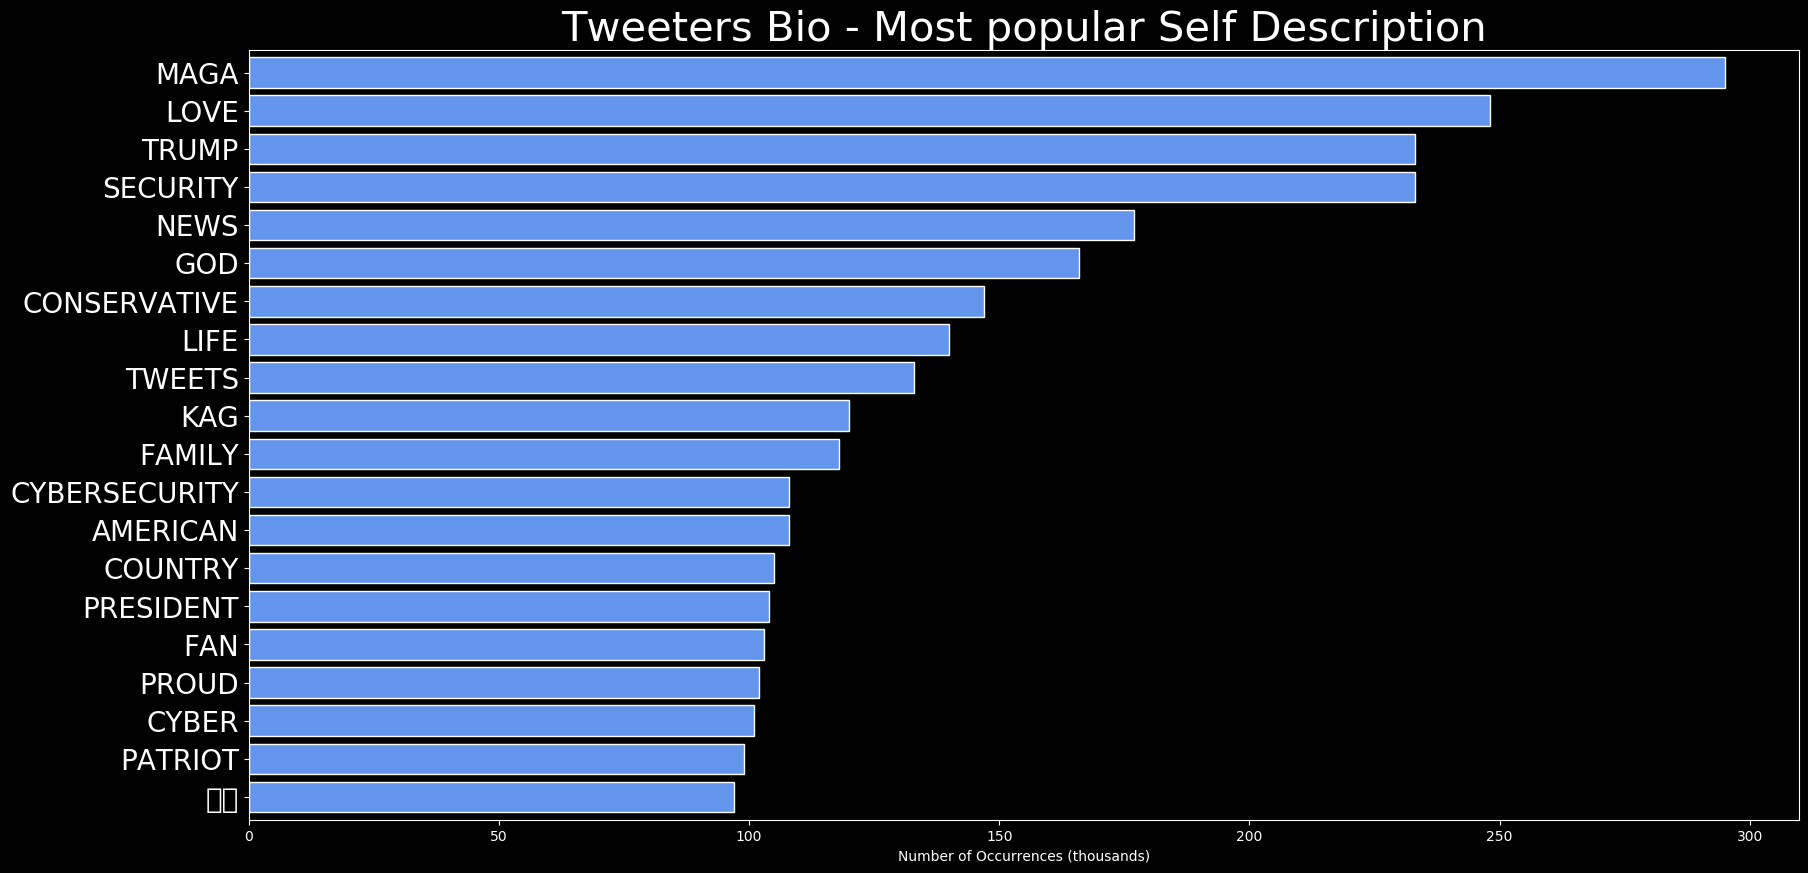 Tweeters Bio - Most popular Self Description
MAGA
LOVE
TRUMP
SECURITY
NEWS
GOD
CONSERVATIVE
LIFE
TWEETS
KAG
FAMILY
CYBERSECURITY
AMERICAN
COUNTRY
PRESIDENT
FAN
PROUD
CYBER
PATRIOT
0 50 100 150 200 250 300
Number of Occurrences (thousands)